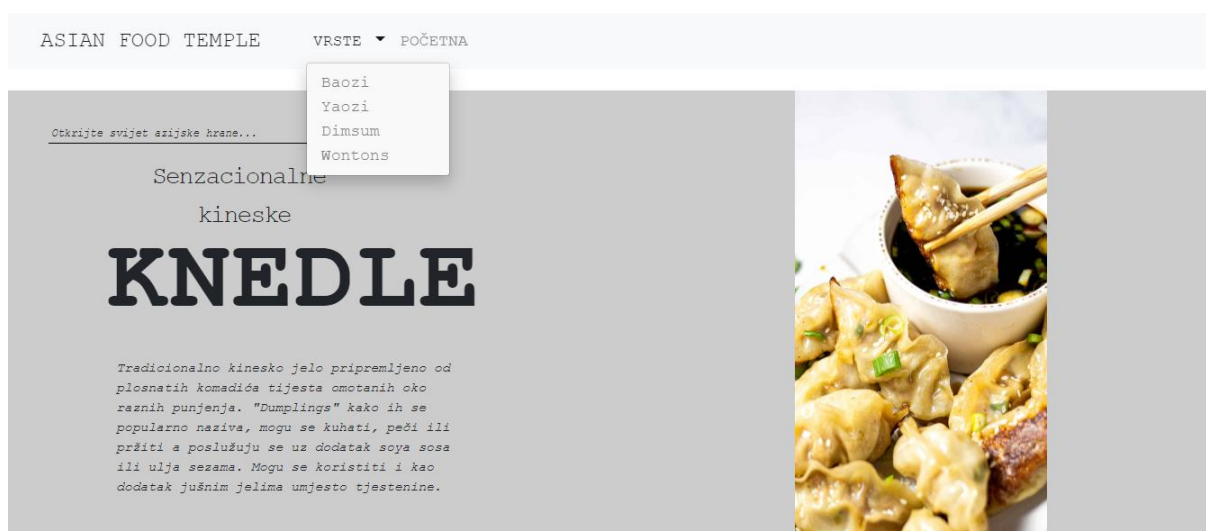 ASIAN FOOD TEMPLE VRSTE POČETNA
Baozi
Yaozi
Dimsum
Wontons
Otkrijte svijet azijske hrane...
Senzacionalne
kineske
KNEDLE
Tradicionalno kinesko jelo pripremljeno od
plosnatih komadića tijesta omotanih oko
raznih punjenja. "Dumplings" kako ih se
popularno naziva, mogu se kuhati, peči ili
pržiti a poslužuju se uz dodatak soya sosa
ili ulja sezama. Mogu se koristiti i kao
dodatak jušnim jelima umjesto tjestenine.